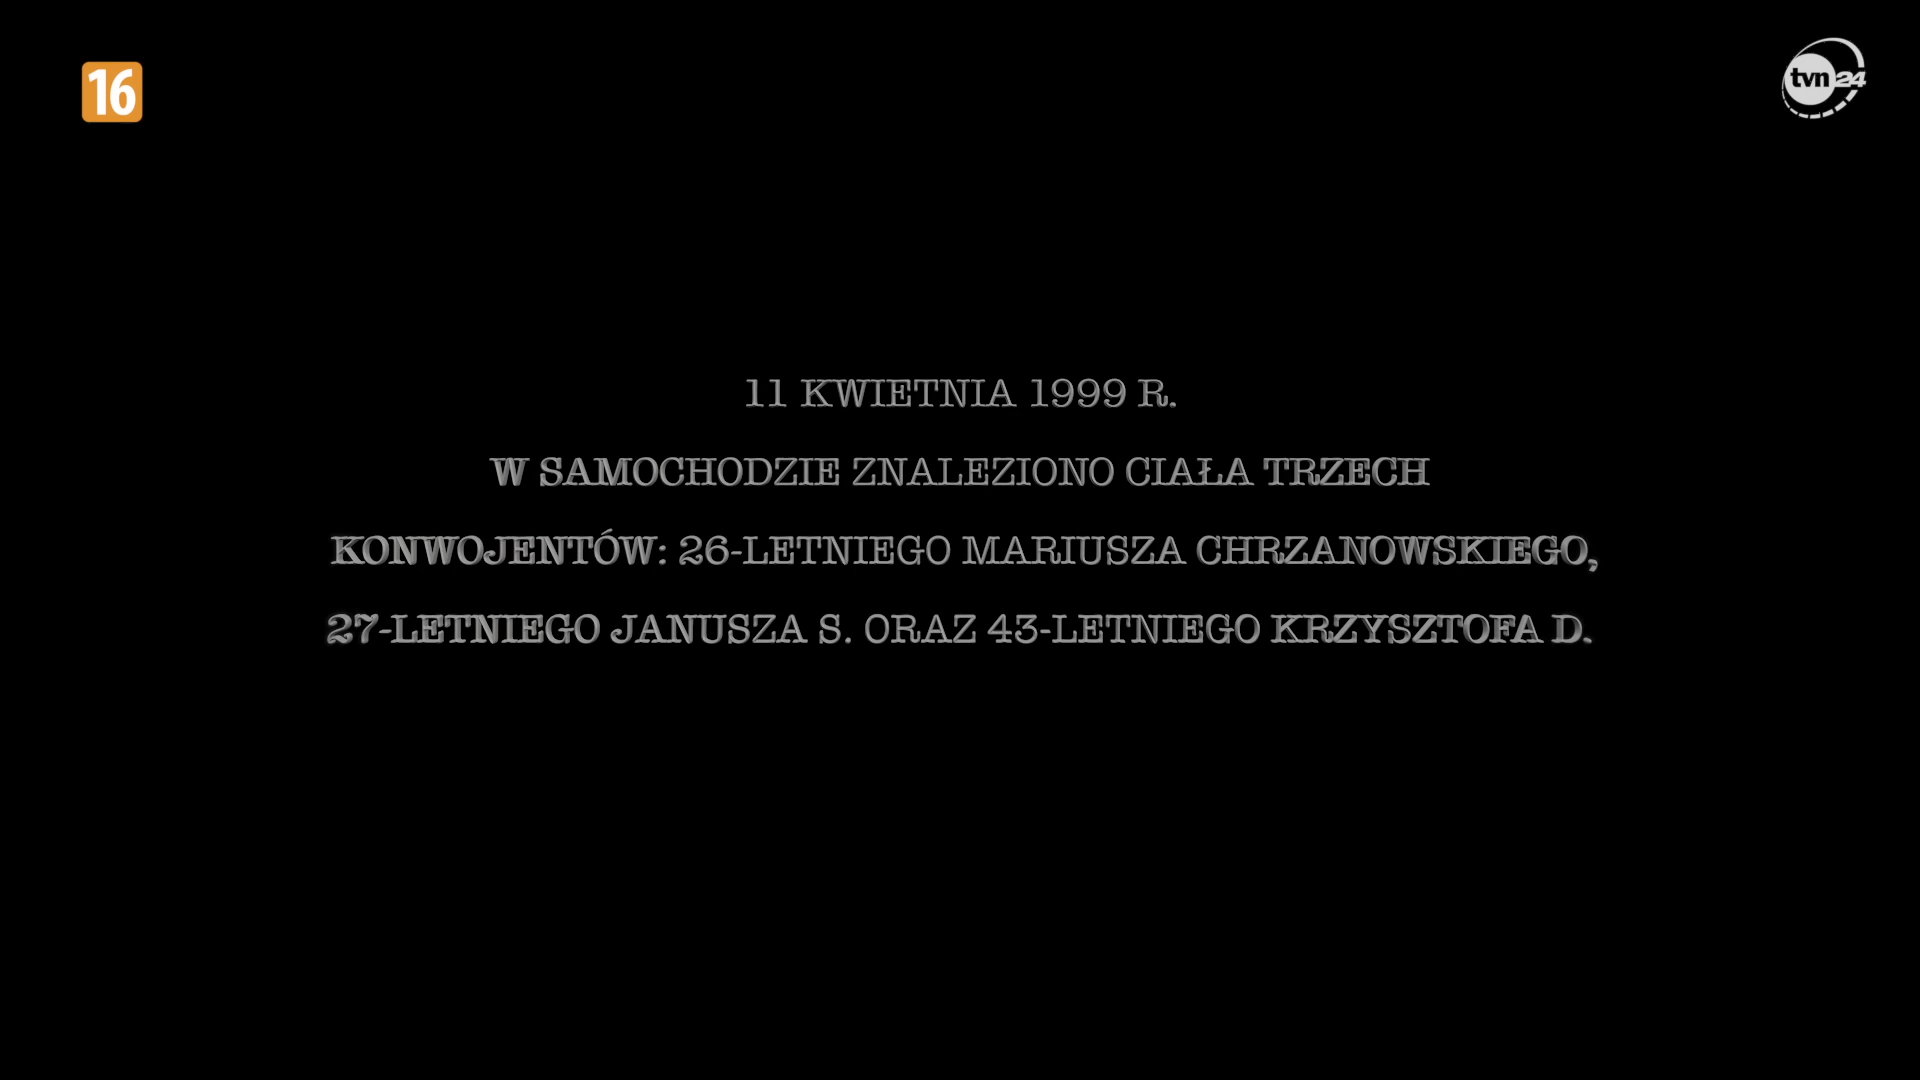 16
tvn24
11 KWIETNIA 1999 R.
W SAMOCHODZIE ZNALEZIONO CIAŁA TRZECH
KONWOJENTÓW: 26-LETNIEGO MARIUSZA CHRZANOWSKIEGO,
27-LETNIEGO JANUSZA S. ORAZ 43-LETNIEGO KRZYSZTOFA D.